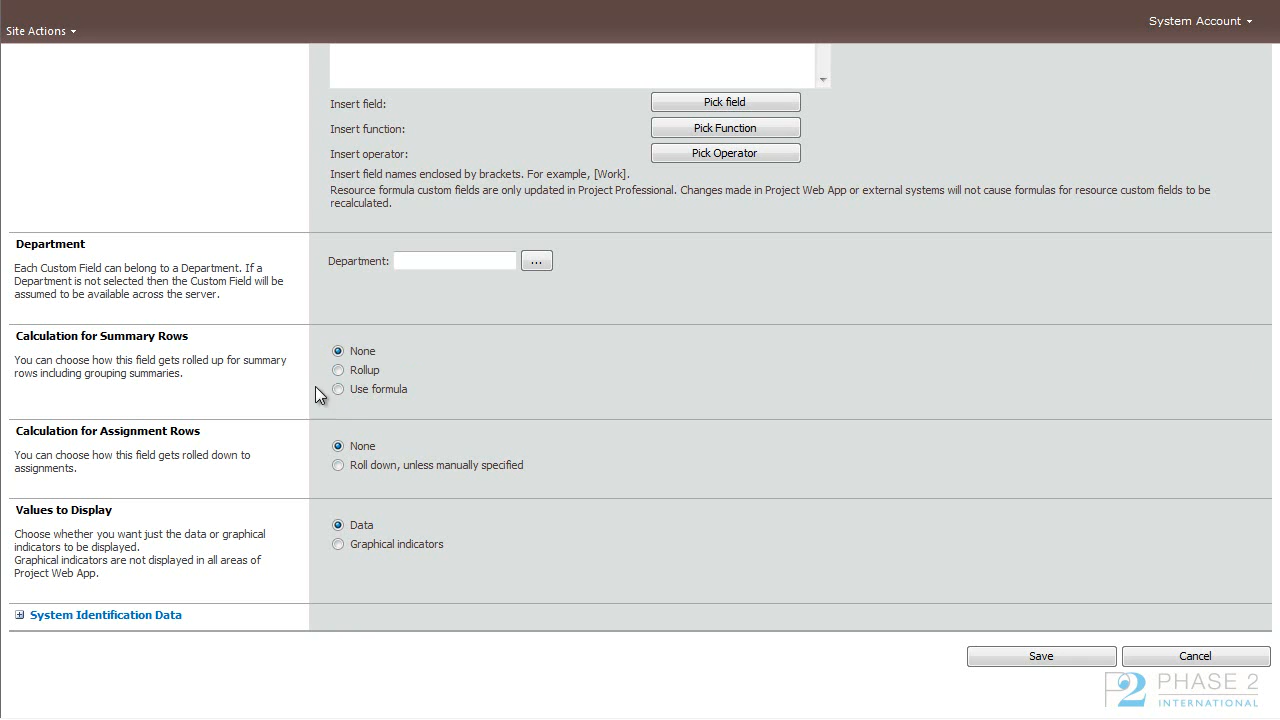 System Account
Site Actions
Insert field:
Pick field
Insert function:
Pick Function
Insert operator:
Pick Operator
Insert field names enclosed by brackets. For example, [Work].
Resource formula custom fields are only updated in Project Professional. Changes made in Project Web App or external systems will not cause formulas for resource custom fields to be
recalculated.
Department
Each Custom Field can belong to a Department. If a
Department is not selected then the Custom Field will be
assumed to be available across the server.
Department:
...
Calculation for Summary Rows
You can choose how this field gets rolled up for summary
rows including grouping summaries.
None
Rollup
Use formula
Calculation for Assignment Rows
You can choose how this field gets rolled down to
assignments.
None
Roll down, unless manually specified
Values to Display
Choose whether you want just the data or graphical
indicators to be displayed.
Graphical indicators are not displayed in all areas of
Project Web App.
Data
Graphical indicators
System Identification Data
Save
Cancel
P2 PHASE 2
INTERNATIONAL